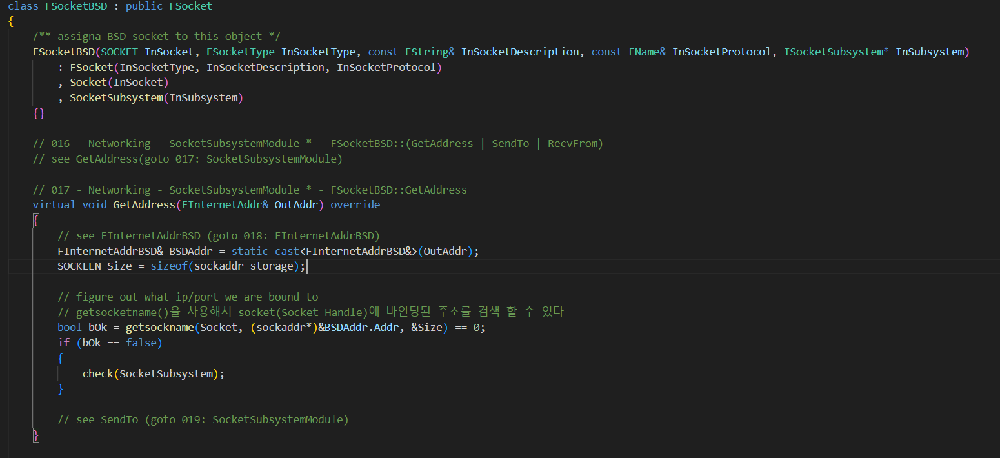 class FSocketBSD : public FSocket
{
/** assigna BSD socket to this object */
FSocketBSD(SOCKET InSocket, ESocketType InSocketType, const FString& InSocketDescription, const FName& InSocketProtocol, ISocketSubsystem* InSubsystem)
: FSocket(InSocketType, InSocketDescription, InSocketProtocol)
, Socket(InSocket)
, SocketSubsystem(InSubsystem)
{}
// 016 - Networking - SocketSubsystemModule * - FSocketBSD::(GetAddress | SendTo | RecvFrom)
// see GetAddress(goto 017: SocketSubsystemModule)
// 017 - Networking - SocketSubsystemModule * - FSocketBSD::GetAddress
virtual void GetAddress(FInternetAddr& OutAddr) override
{
// see FInternetAddrBSD (goto 018: FInternetAddrBSD)
FInternetAddrBSD& BSDAddr = static_cast<FInternetAddrBSD&>(OutAddr);
SOCKLEN Size = sizeof(sockaddr_storage);
// figure out what ip/port we are bound to
// getsocketname()을 사용해서 socket(Socket Handle)에 바인딩된 주소를 검색 할 수 있다
bool bOk = getsockname(Socket, (sockaddr*)&BSDAddr.Addr, &Size) == 0;
if (bOk == false)
{
check(SocketSubsystem);
}
// see SendTo (goto 019: SocketSubsystemModule)
}